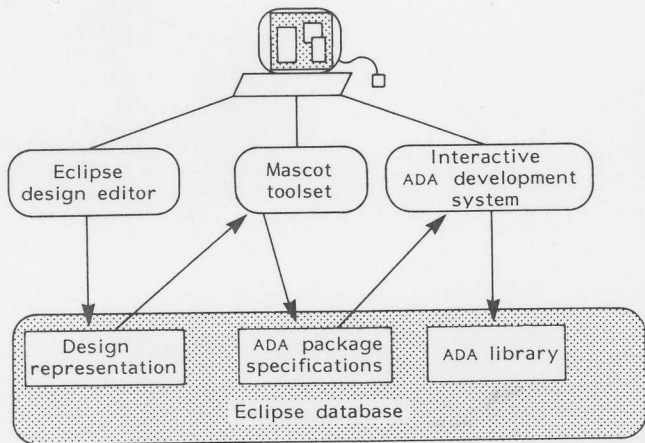 Eclipse
design editor
Mascot
toolset
Interactive
ADA development
system
Design
representation
ADA package
specifications
ADA library
Eclipse database